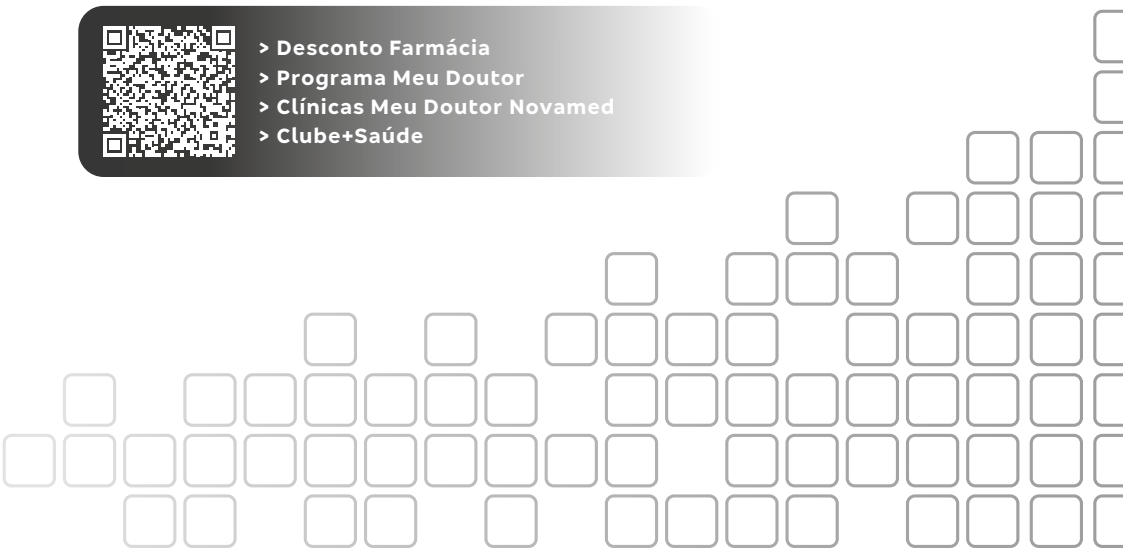 > Desconto Farmácia
> Programa Meu Doutor
> Clínicas Meu Doutor Novamed
> Clube+Saúde